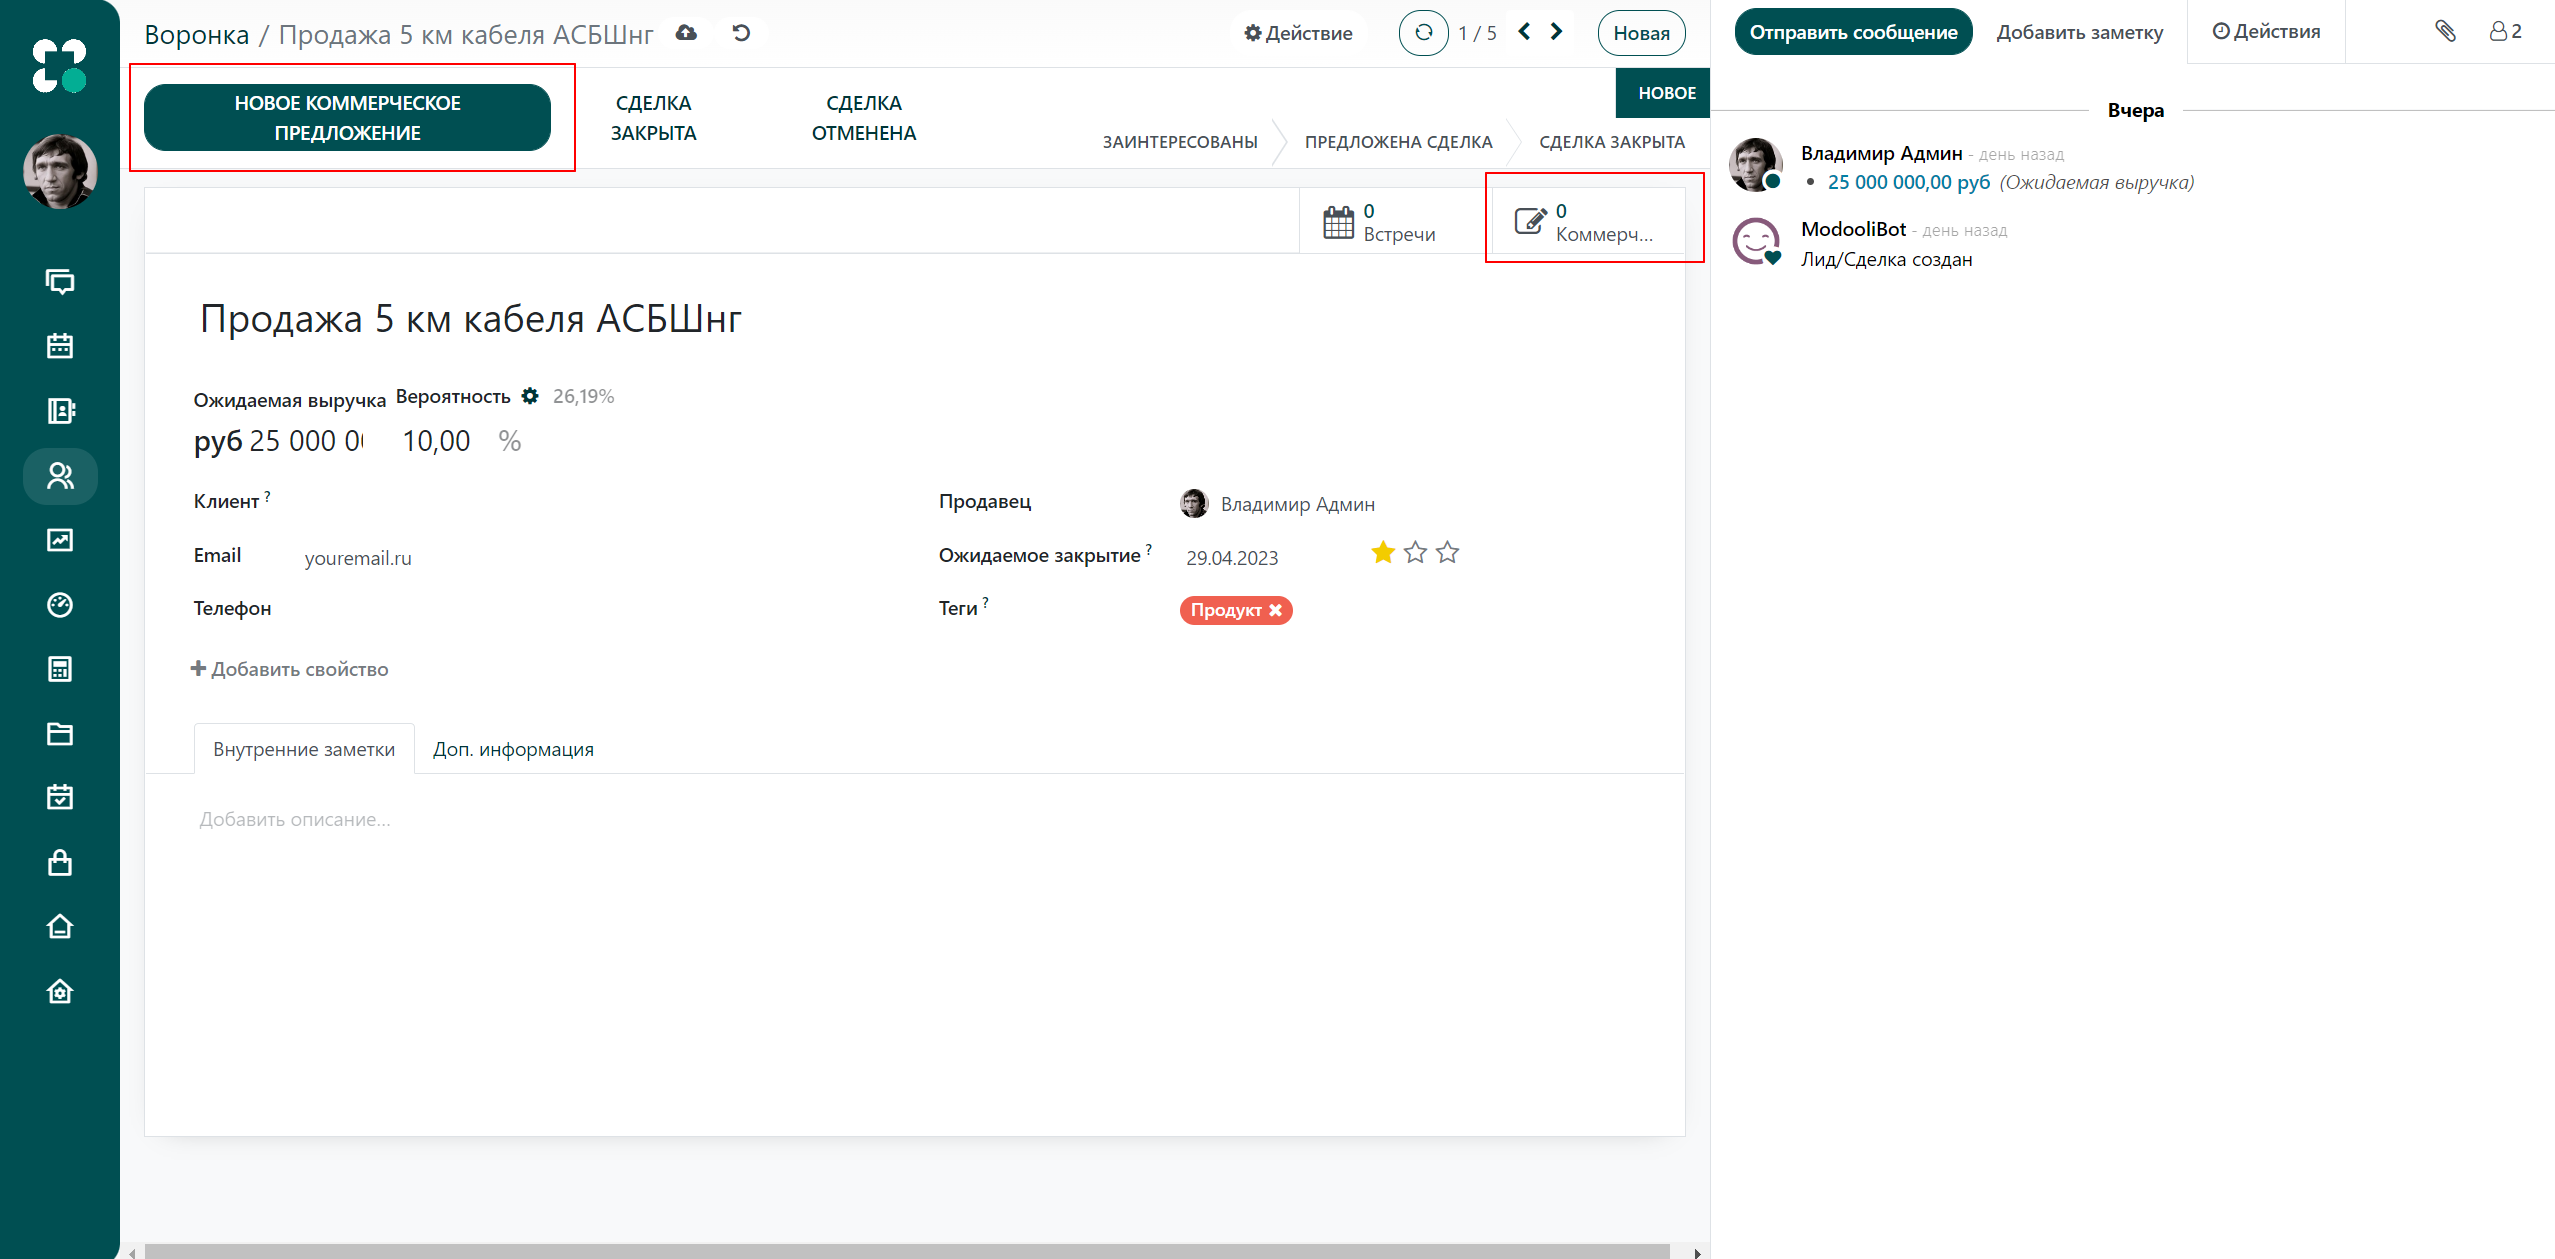 Воронка / Продажа 5 км кабеля АСБШнг
Действие
1 / 5
Новая
НОВОЕ КОММЕРЧЕСКОЕ
ПРЕДЛОЖЕНИЕ
СДЕЛКА
ЗАКРЫТА
СДЕЛКА
ОТМЕНЕНА
НОВОЕ
ЗАИНТЕРЕСОВАНЫ
ПРЕДЛОЖЕНА СДЕЛКА
СДЕЛКА ЗАКРЫТА
0
Встречи
0
Коммерч...
Продажа 5 км кабеля АСБШнг
Ожидаемая выручка
Вероятность 26,19%
руб 25 000 0
10,00 %
Клиент ?
Email youremail.ru
Телефон
Продавец Владимир Админ
Ожидаемое закрытие ? 29.04.2023
Теги ? Продукт ✖
+ Добавить свойство
Внутренние заметки
Доп. информация
Добавить описание...
Отправить сообщение
Добавить заметку
Действия
2
Вчера
Владимир Админ - день назад
• 25 000 000,00 руб (Ожидаемая выручка)
ModooliBot - день назад
Лид/Сделка создан